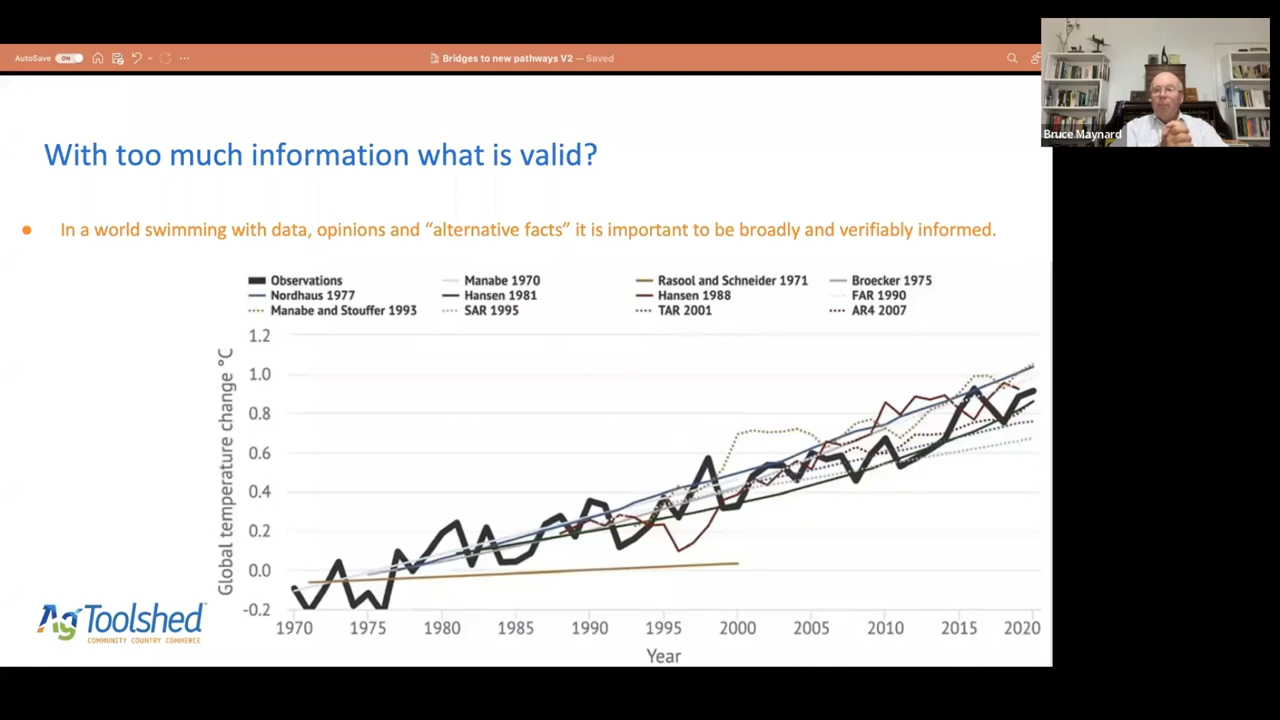 AutoSave ON
Bridges to new pathways V2 — Saved
Bruce Maynard
With too much information what is valid?
● In a world swimming with data, opinions and “alternative facts” it is important to be broadly and verifiably informed.
Observations Manabe 1970 Rasool and Schneider 1971 Broecker 1975
Nordhaus 1977 Hansen 1981 Hansen 1988 FAR 1990
Manabe and Stouffer 1993 SAR 1995 TAR 2001 AR4 2007
Global temperature change °C
1.2
1.0
0.8
0.6
0.4
0.2
0.0
-0.2
1970 1975 1980 1985 1990 1995 2000 2005 2010 2015 2020
Year
AgToolshed
COMMUNITY COUNTRY COMMERCE